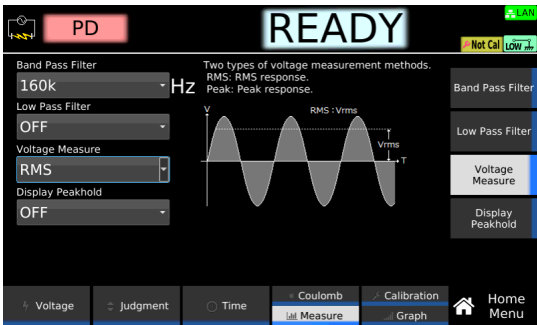 PD
READY
LAN
Not Cal
LOW
Band Pass Filter
160k
Hz
Low Pass Filter
OFF
Voltage Measure
RMS
Display Peakhold
OFF
Two types of voltage measurement methods.
RMS: RMS response.
Peak: Peak response.
V
RMS : Vrms
Vrms
T
Band Pass Filter
Low Pass Filter
Voltage
Measure
Display
Peakhold
Voltage
Judgment
Time
Coulomb
Measure
Calibration
Graph
Home
Menu